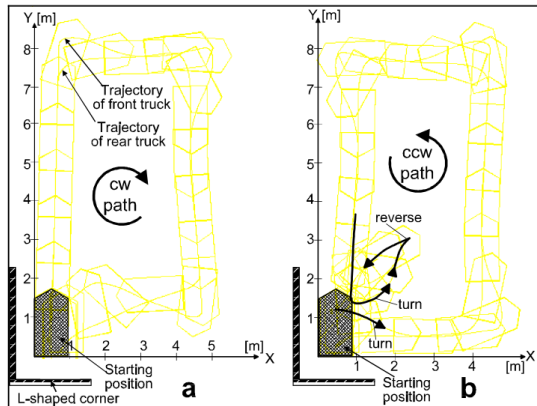 Y [m]
8
7
6
5
4
3
2
1
Trajectory
of front truck
Trajectory
of rear truck
cw
path
[m]
1 2 3 4 5 X
Starting
position
L-shaped corner
a
Y [m]
8
7
6
5
4
3
2
1
ccw
path
reverse
turn
turn
[m]
1 2 3 4 X
Starting
position
b